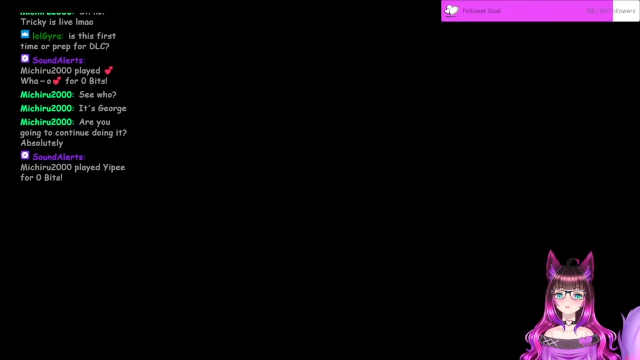 Tricky is live lmao
lolGyra: is this first
time or prep for DLC?
SoundAlerts:
Michiru2000 played 💕
Wha~o💕 for 0 Bits!
Michiru2000: See who?
Michiru2000: It's George
Michiru2000: Are you
going to continue doing it?
Absolutely
SoundAlerts:
Michiru2000 played Yipee
for 0 Bits!
Follower Goal